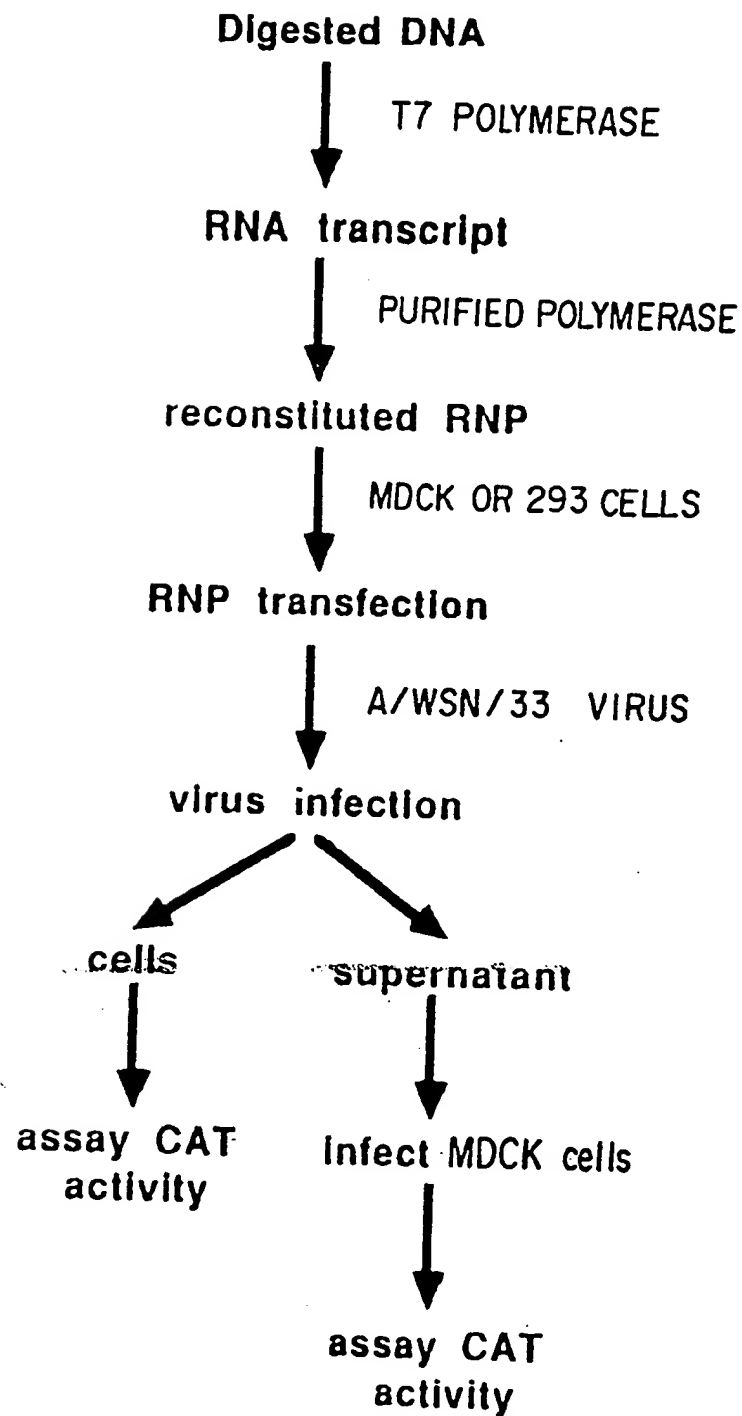 Digested DNA
T7 POLYMERASE
RNA transcript
PURIFIED POLYMERASE
reconstituted RNP
MDCK OR 293 CELLS
RNP transfection
A/WSN/33 VIRUS
virus infection
cells
supernatant
assay CAT
activity
infect MDCK cells
assay CAT
activity